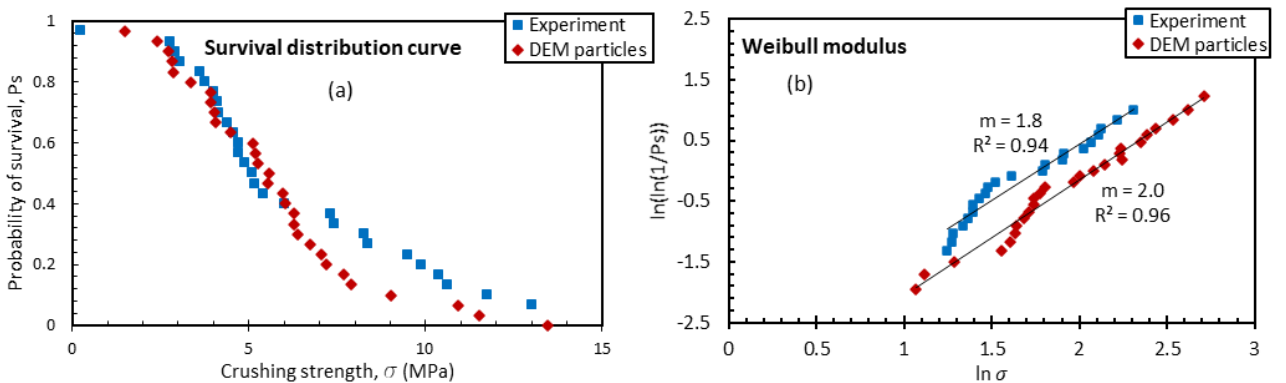 Experiment
DEM particles
Survival distribution curve
(a)
Probability of survival, Ps
1
0.8
0.6
0.4
0.2
0
0
5
10
15
Crushing strength, σ (MPa)
Experiment
DEM particles
Weibull modulus
(b)
m = 1.8
R² = 0.94
m = 2.0
R² = 0.96
ln(ln(1/Ps))
2.5
1.5
0.5
-0.5
-1.5
-2.5
0
0.5
1
1.5
2
2.5
3
ln σ